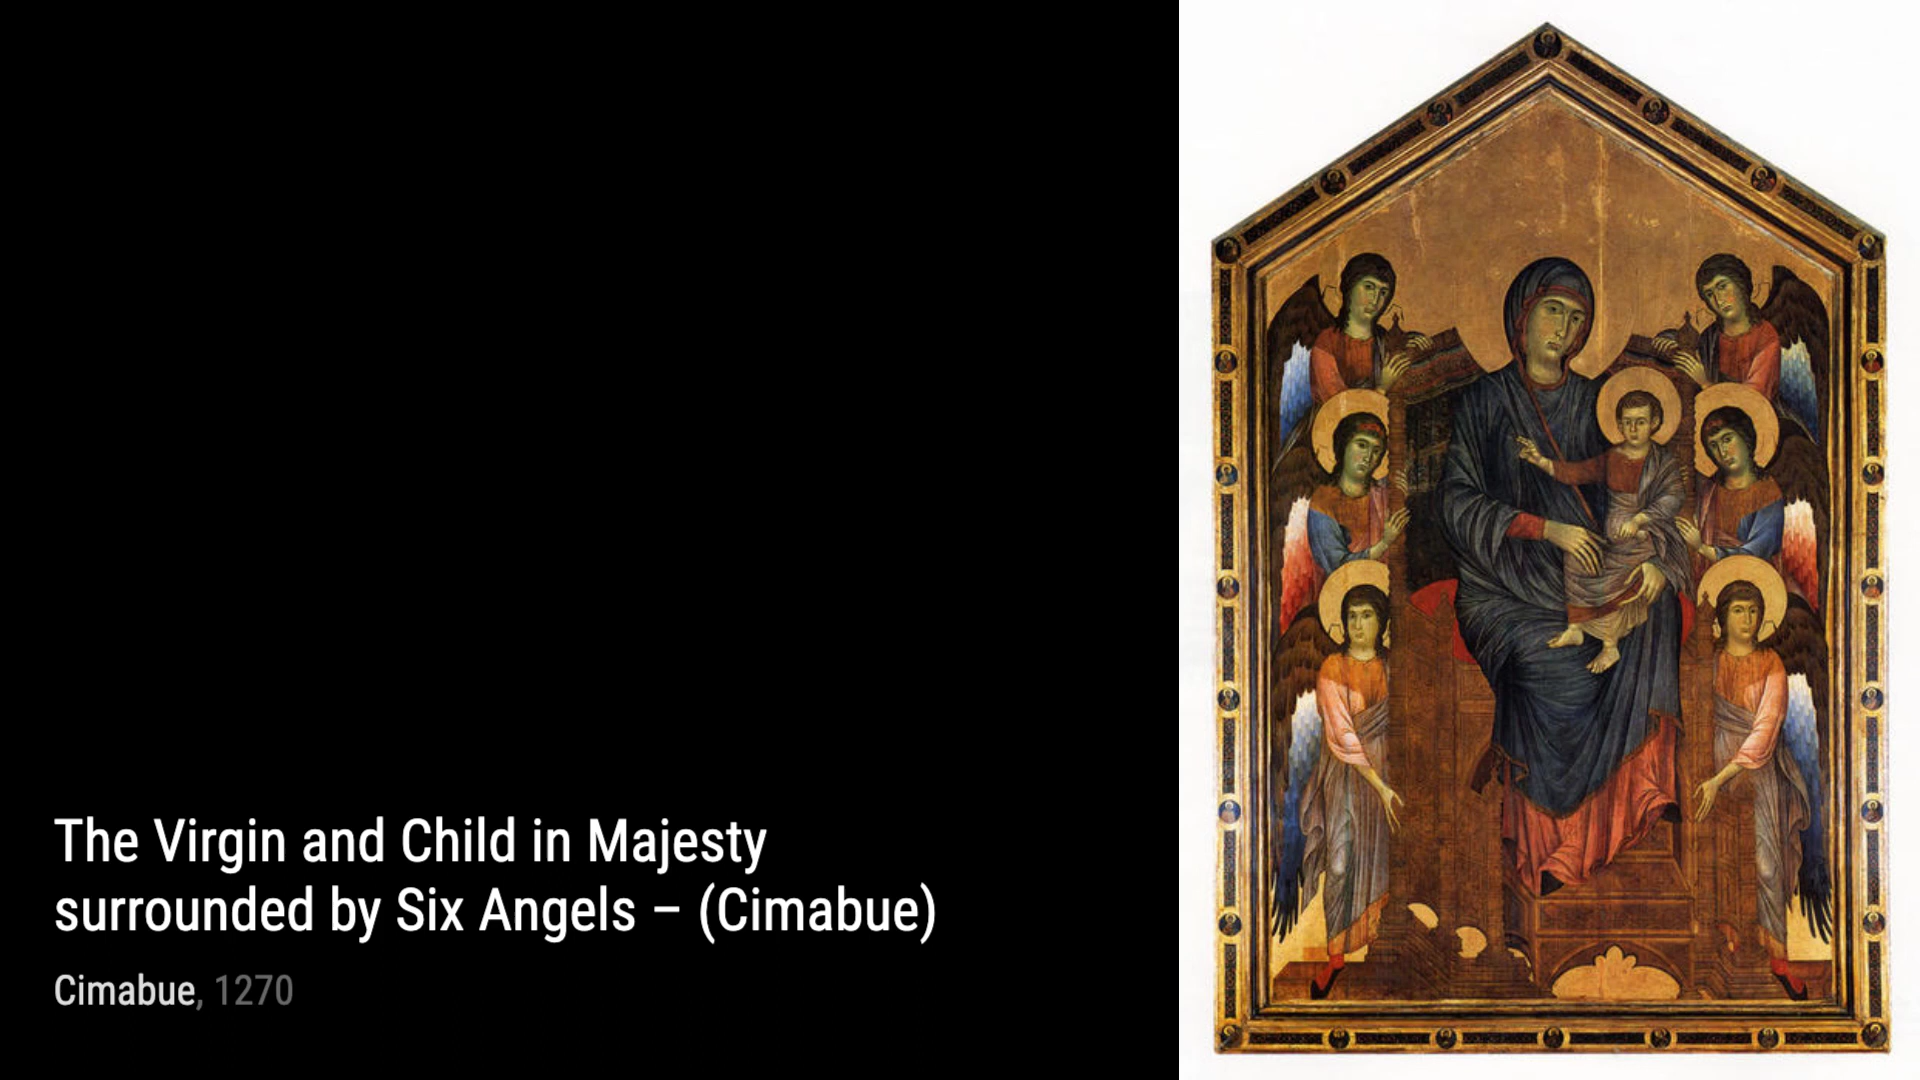 The Virgin and Child in Majesty
surrounded by Six Angels – (Cimabue)
Cimabue, 1270